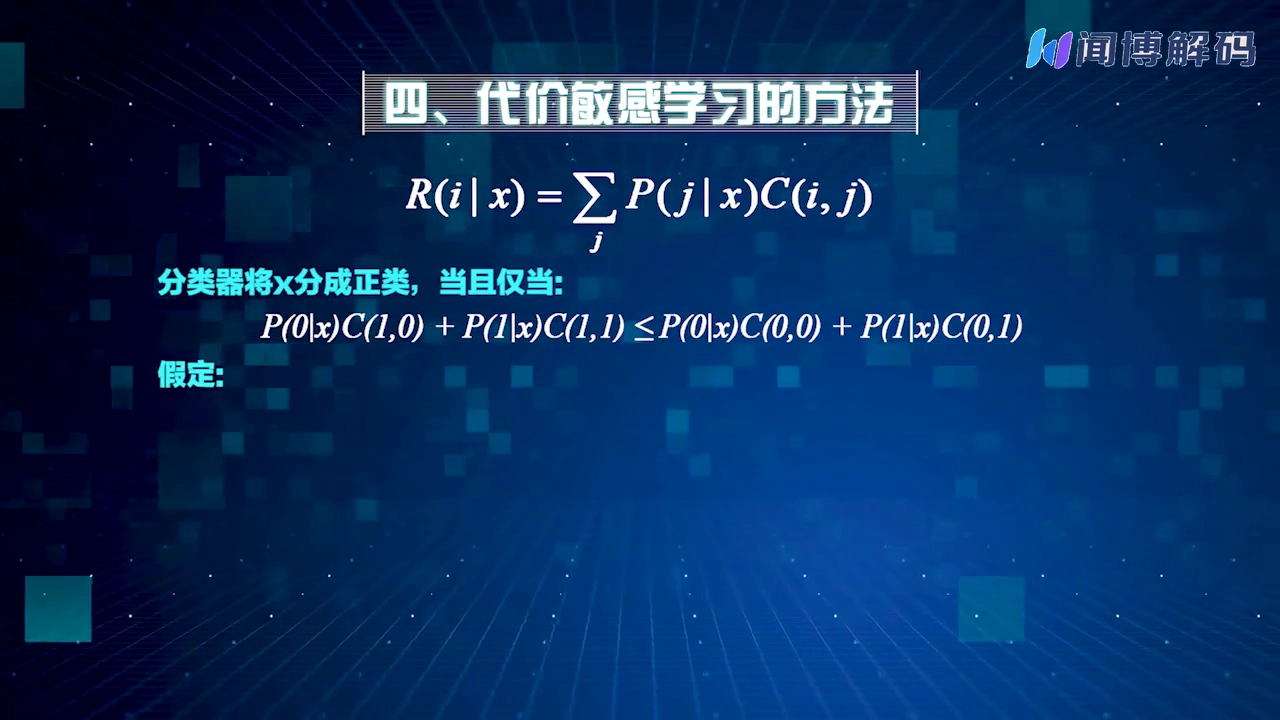 闻博解码
四、代价敏感学习的方法
R(i | x) = ∑ P(j | x)C(i, j)
j
分类器将x分成正类，当且仅当:
P(0|x)C(1,0) + P(1|x)C(1,1) ≤ P(0|x)C(0,0) + P(1|x)C(0,1)
假定: